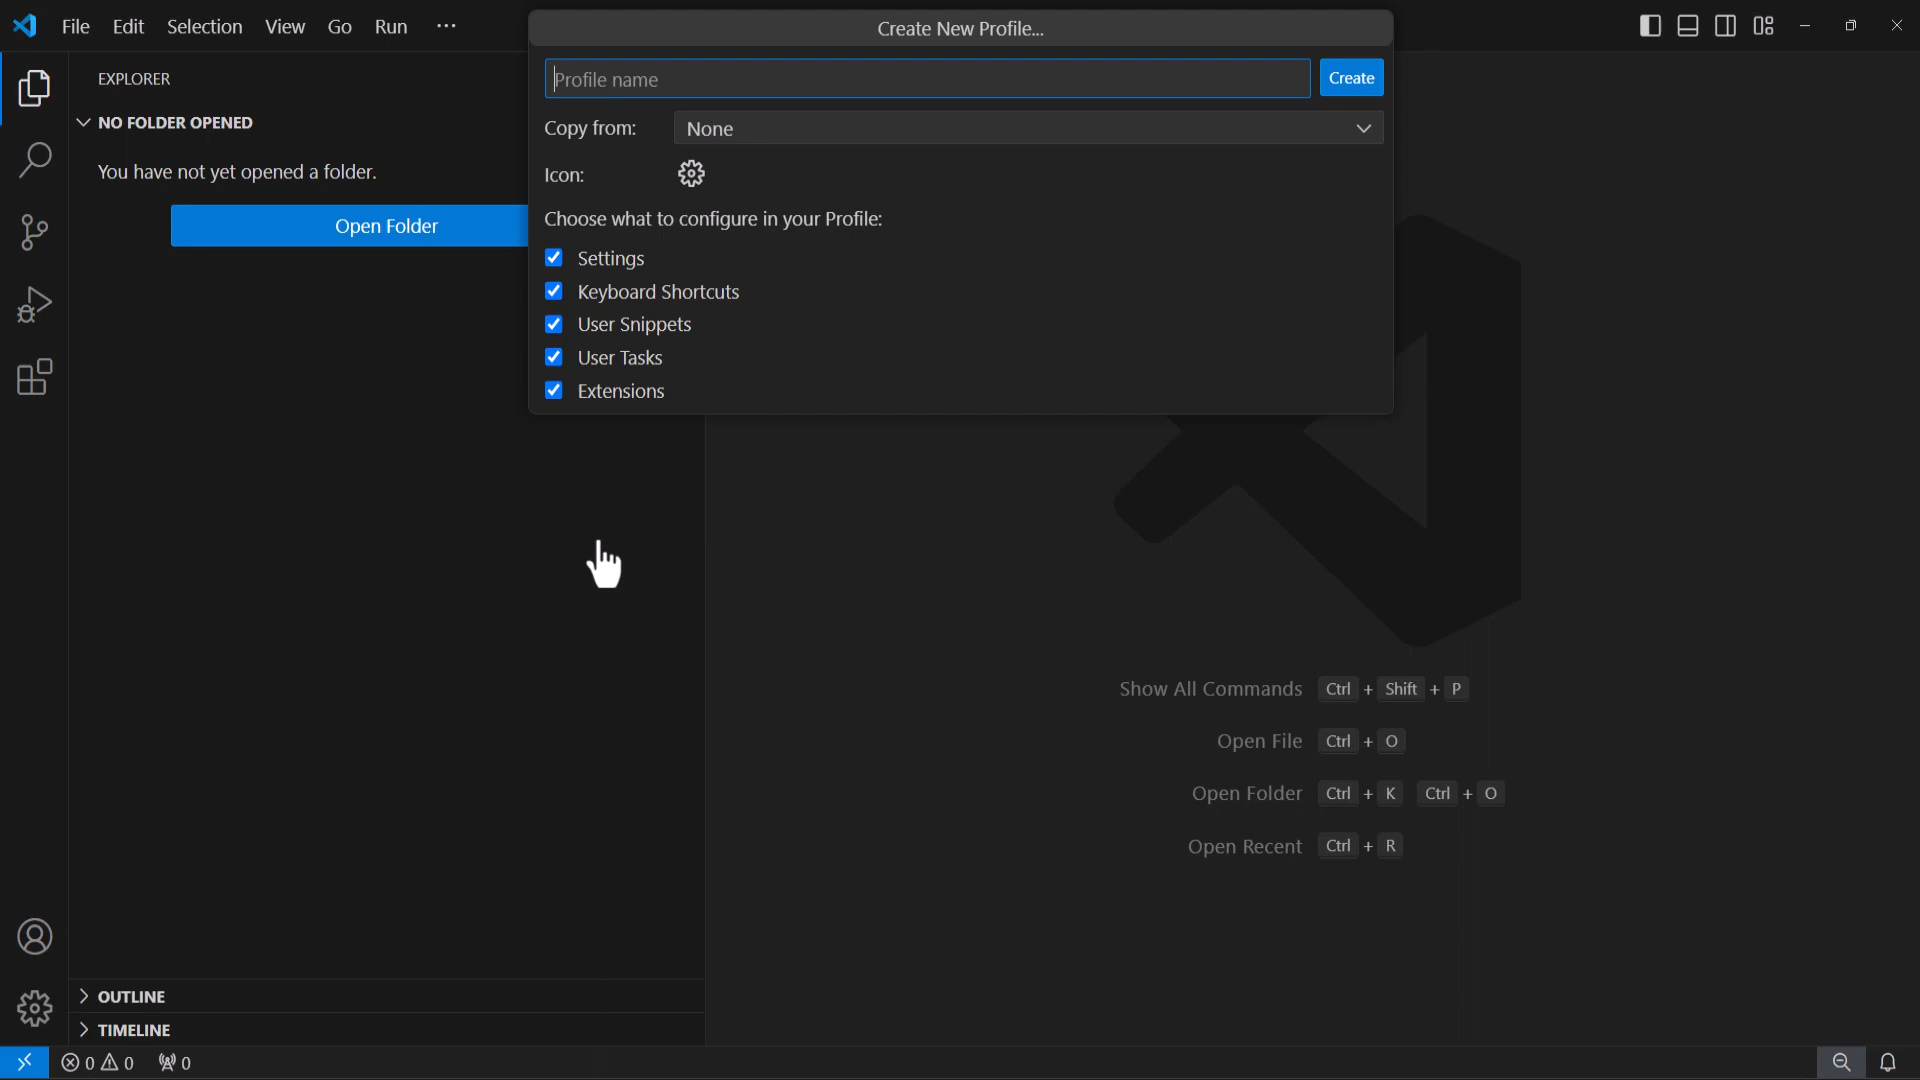 File Edit Selection View Go Run ···
Create New Profile...
Profile name
Create
Copy from: None
Icon:
Choose what to configure in your Profile:
Settings
Keyboard Shortcuts
User Snippets
User Tasks
Extensions
EXPLORER
NO FOLDER OPENED
You have not yet opened a folder.
Open Folder
Show All Commands Ctrl + Shift + P
Open File Ctrl + O
Open Folder Ctrl + K Ctrl + O
Open Recent Ctrl + R
OUTLINE
TIMELINE
0 0 0